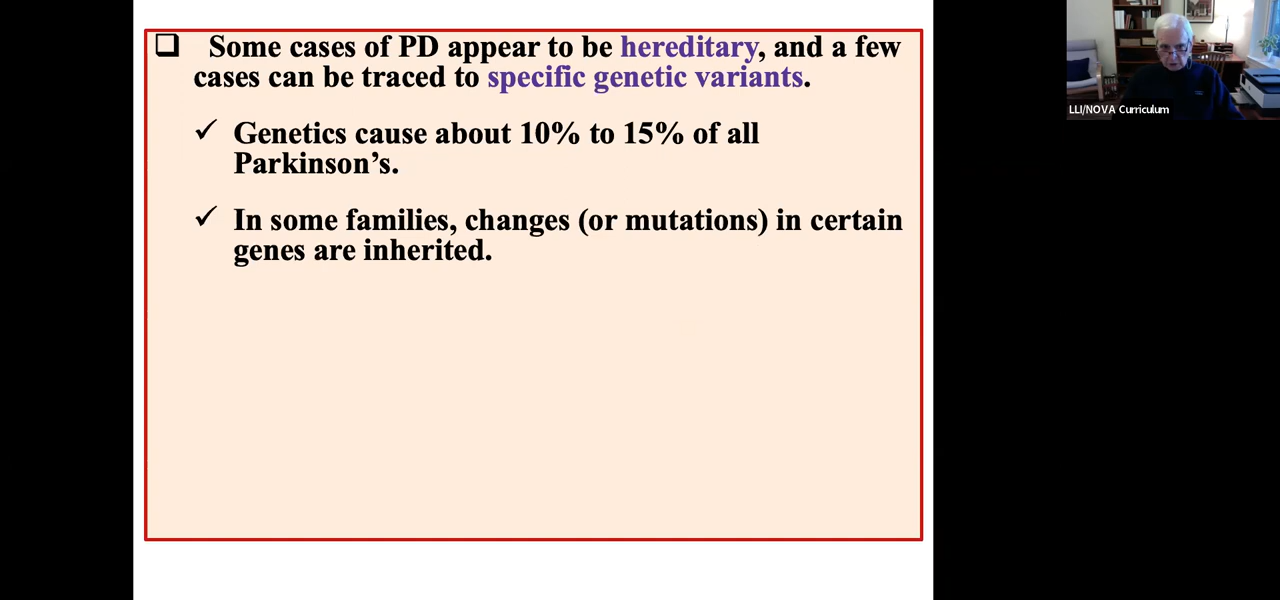 ❑ Some cases of PD appear to be hereditary, and a few
cases can be traced to specific genetic variants.
✓ Genetics cause about 10% to 15% of all
Parkinson’s.
✓ In some families, changes (or mutations) in certain
genes are inherited.
LLI/NOVA Curriculum